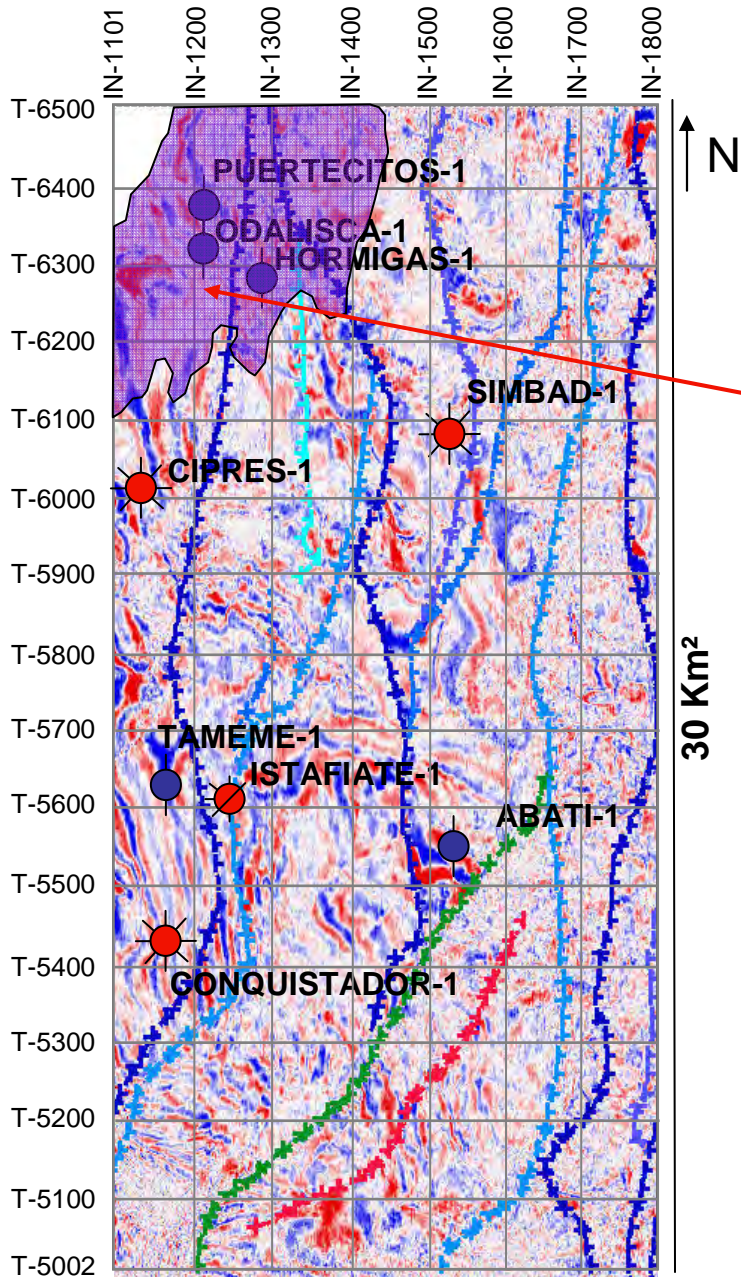 IN-1101
IN-1200
IN-1300
IN-1400
IN-1500
IN-1600
IN-1700
IN-1800
T-6500
N
T-6400
PUERTECITOS-1
ODALISCA-1
HORMIGAS-1
T-6300
T-6200
SIMBAD-1
T-6100
CIPRES-1
T-6000
T-5900
T-5800
30 Km²
T-5700
TAMEME-1
ISTAFIATE-1
T-5600
ABATI-1
T-5500
T-5400
CONQUISTADOR-1
T-5300
T-5200
T-5100
T-5002